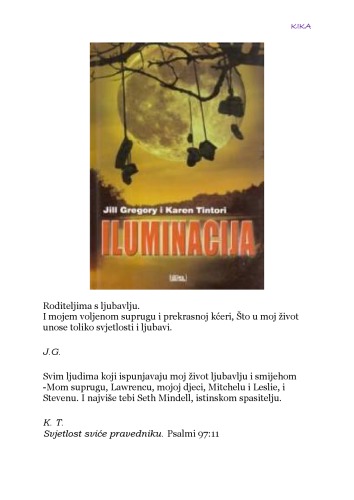 KIKA
Jill Gregory i Karen Tintori
ILUMINACIJA
Roditeljima s ljubavlju.
I mojem voljenom suprugu i prekrasnoj kćeri, Što u moj život
unose toliko svjetlosti i ljubavi.
J.G.
Svim ljudima koji ispunjavaju moj život ljubavlju i smijehom
-Mom suprugu, Lawrencu, mojoj djeci, Mitchelu i Leslie, i
Stevenu. I najviše tebi Seth Mindell, istinskom spasitelju.
K. T.
Svjetlost sviće pravedniku. Psalmi 97:11